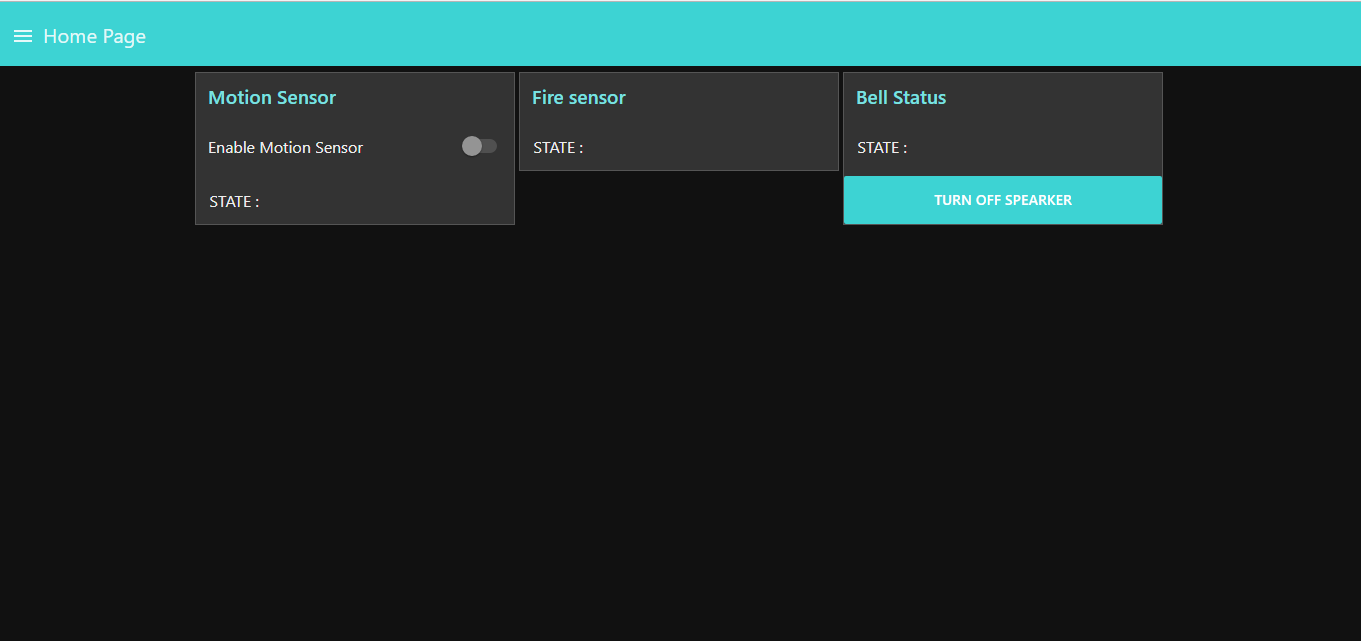 Home Page
Motion Sensor
Enable Motion Sensor
STATE :
Fire sensor
STATE :
Bell Status
STATE :
TURN OFF SPEARKER